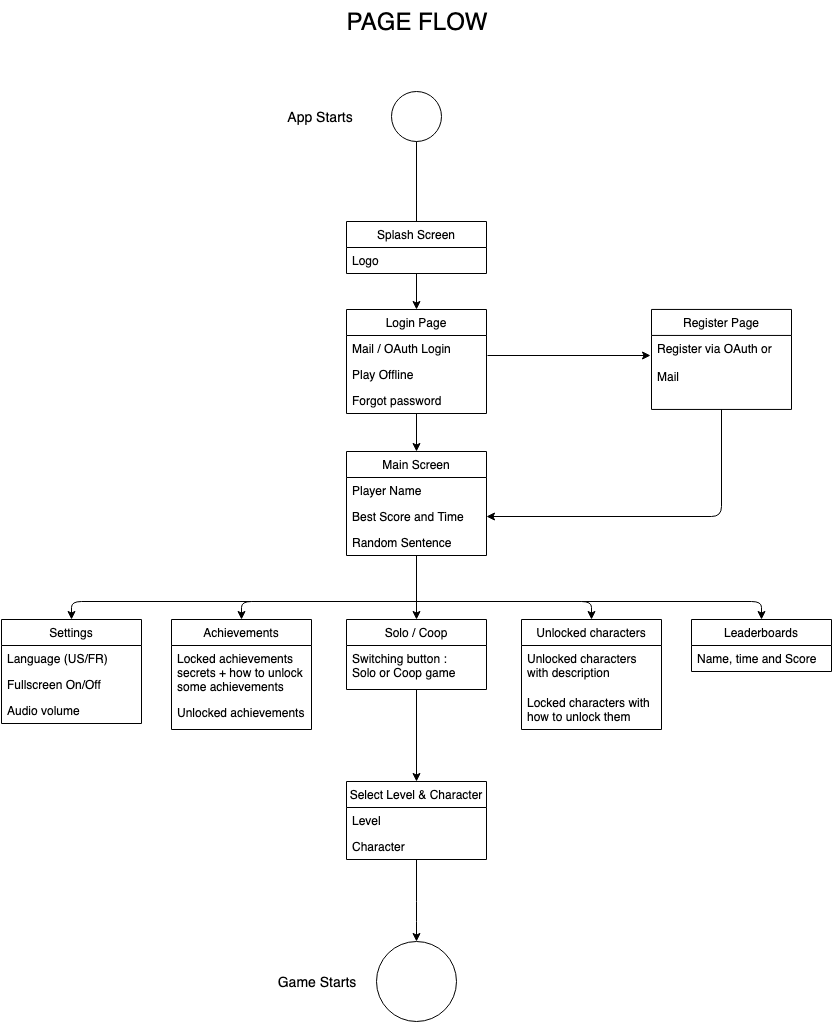 PAGE FLOW
App Starts
Splash Screen
Logo
Login Page
Mail / OAuth Login
Play Offline
Forgot password
Register Page
Register via OAuth or
Mail
Main Screen
Player Name
Best Score and Time
Random Sentence
Settings
Language (US/FR)
Fullscreen On/Off
Audio volume
Achievements
Locked achievements
secrets + how to unlock
some achievements
Unlocked achievements
Solo / Coop
Switching button :
Solo or Coop game
Unlocked characters
Unlocked characters
with description
Locked characters with
how to unlock them
Leaderboards
Name, time and Score
Select Level & Character
Level
Character
Game Starts